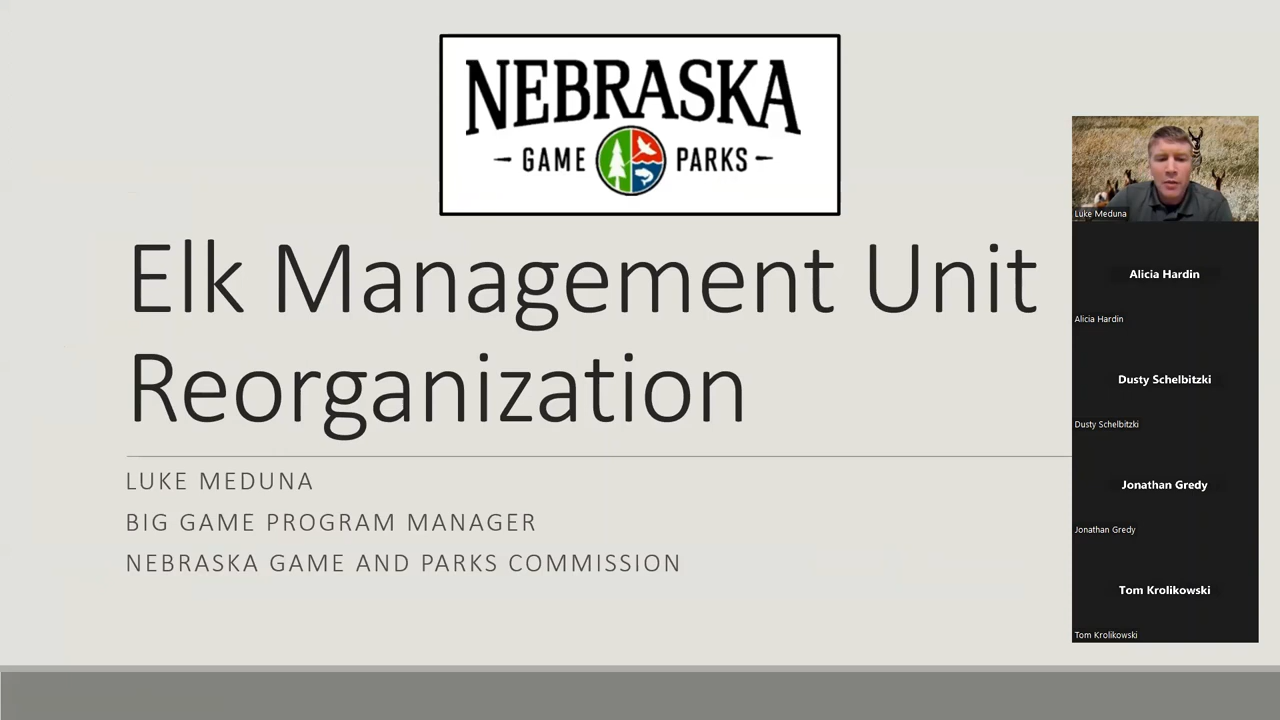 NEBRASKA
GAME PARKS
Elk Management Unit
Reorganization
LUKE MEDUNA
BIG GAME PROGRAM MANAGER
NEBRASKA GAME AND PARKS COMMISSION
Luke Meduna
Alicia Hardin
Alicia Hardin
Dusty Schelbitzki
Dusty Schelbitzki
Jonathan Gredy
Jonathan Gredy
Tom Krolikowski
Tom Krolikowski